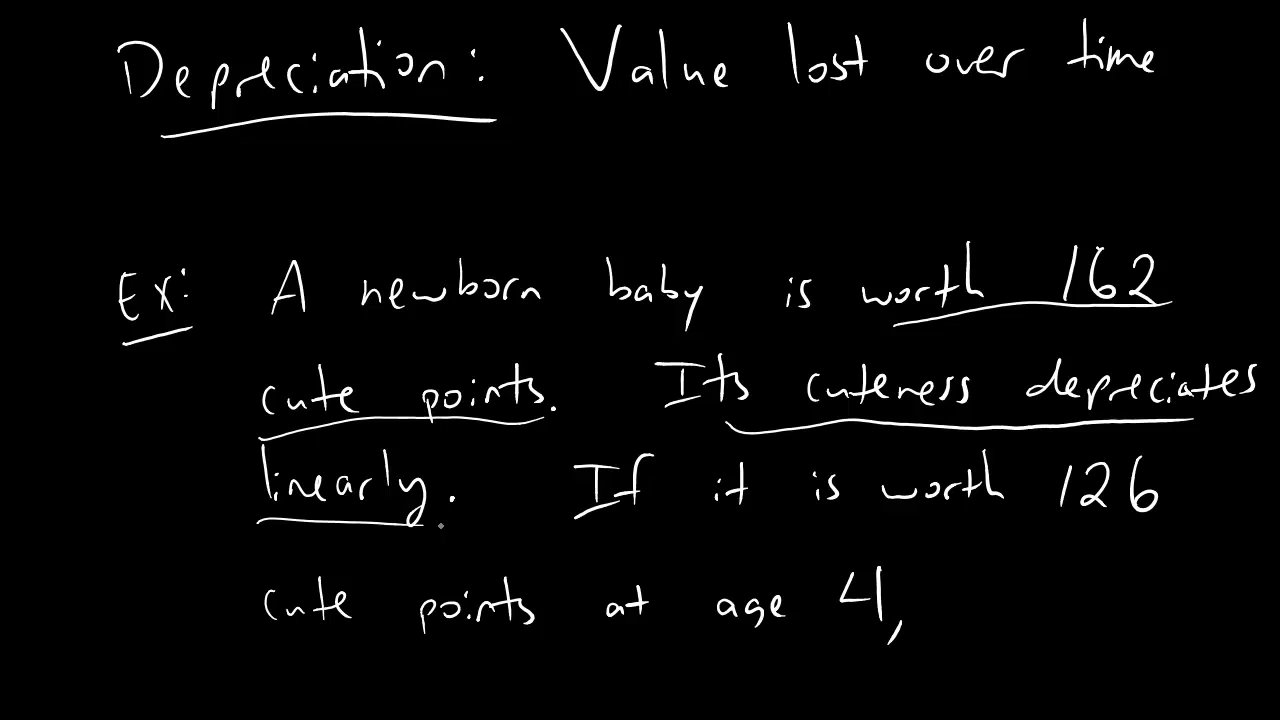 Depreciation: Value lost over time
Ex: A newborn baby is worth 162
cute points. Its cuteness depreciates
linearly. If it is worth 126
cute points at age 4,